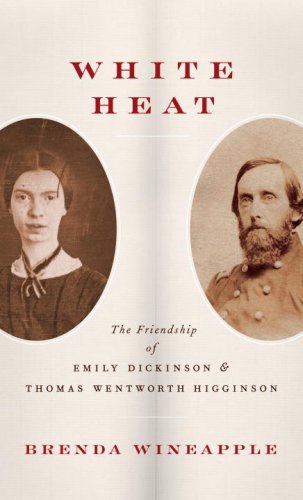 WHITE
HEAT
The Friendship
of
EMILY DICKINSON &
THOMAS WENTWORTH HIGGINSON
BRENDA WINEAPPLE